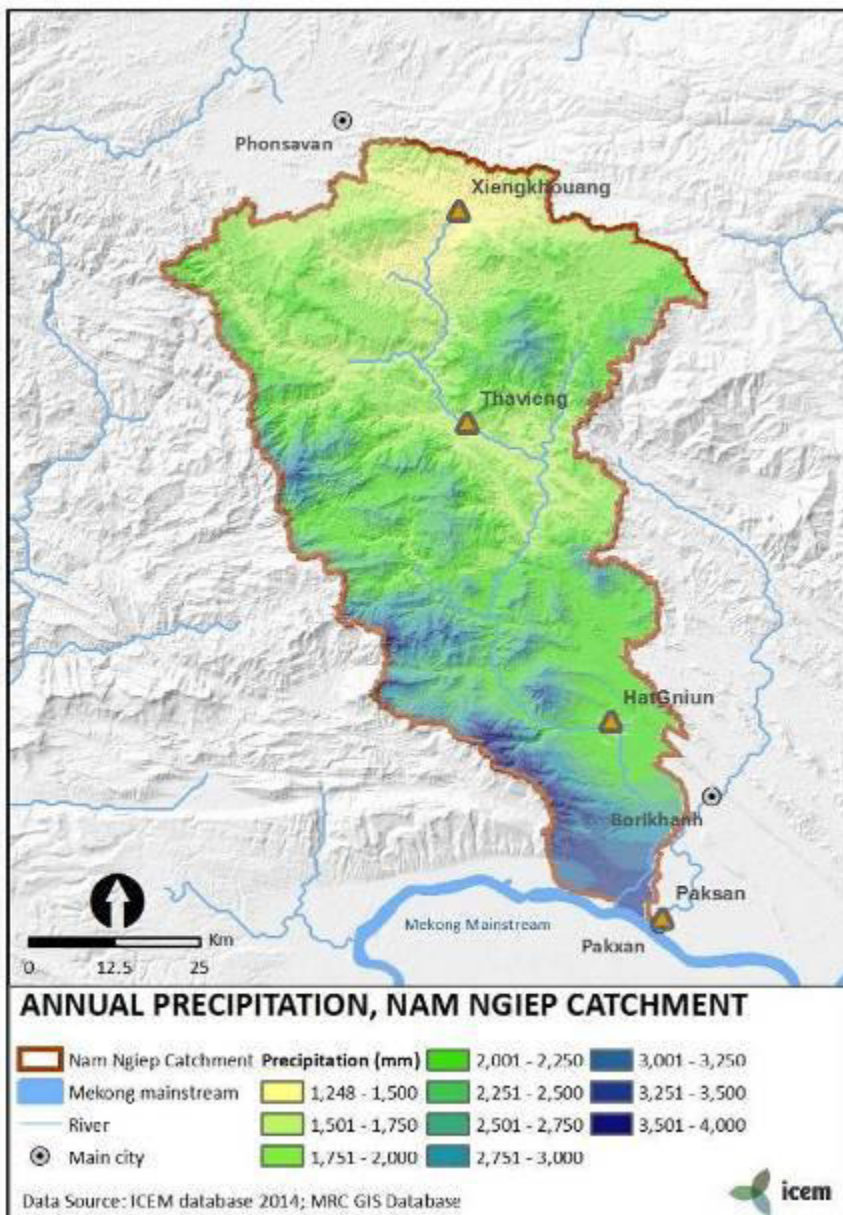 Phonsavan
Xiengkhouang
Thavieng
HatGniun
Borikhanh
Paksan
Mekong Mainstream
Pakxan
Km
0 12.5 25
ANNUAL PRECIPITATION, NAM NGIEP CATCHMENT
Nam Ngiep Catchment
Mekong mainstream
River
Main city
Precipitation (mm)
1,248 - 1,500
1,501 - 1,750
1,751 - 2,000
2,001 - 2,250
2,251 - 2,500
2,501 - 2,750
2,751 - 3,000
3,001 - 3,250
3,251 - 3,500
3,501 - 4,000
Data Source: ICEM database 2014; MRC GIS Database
icem